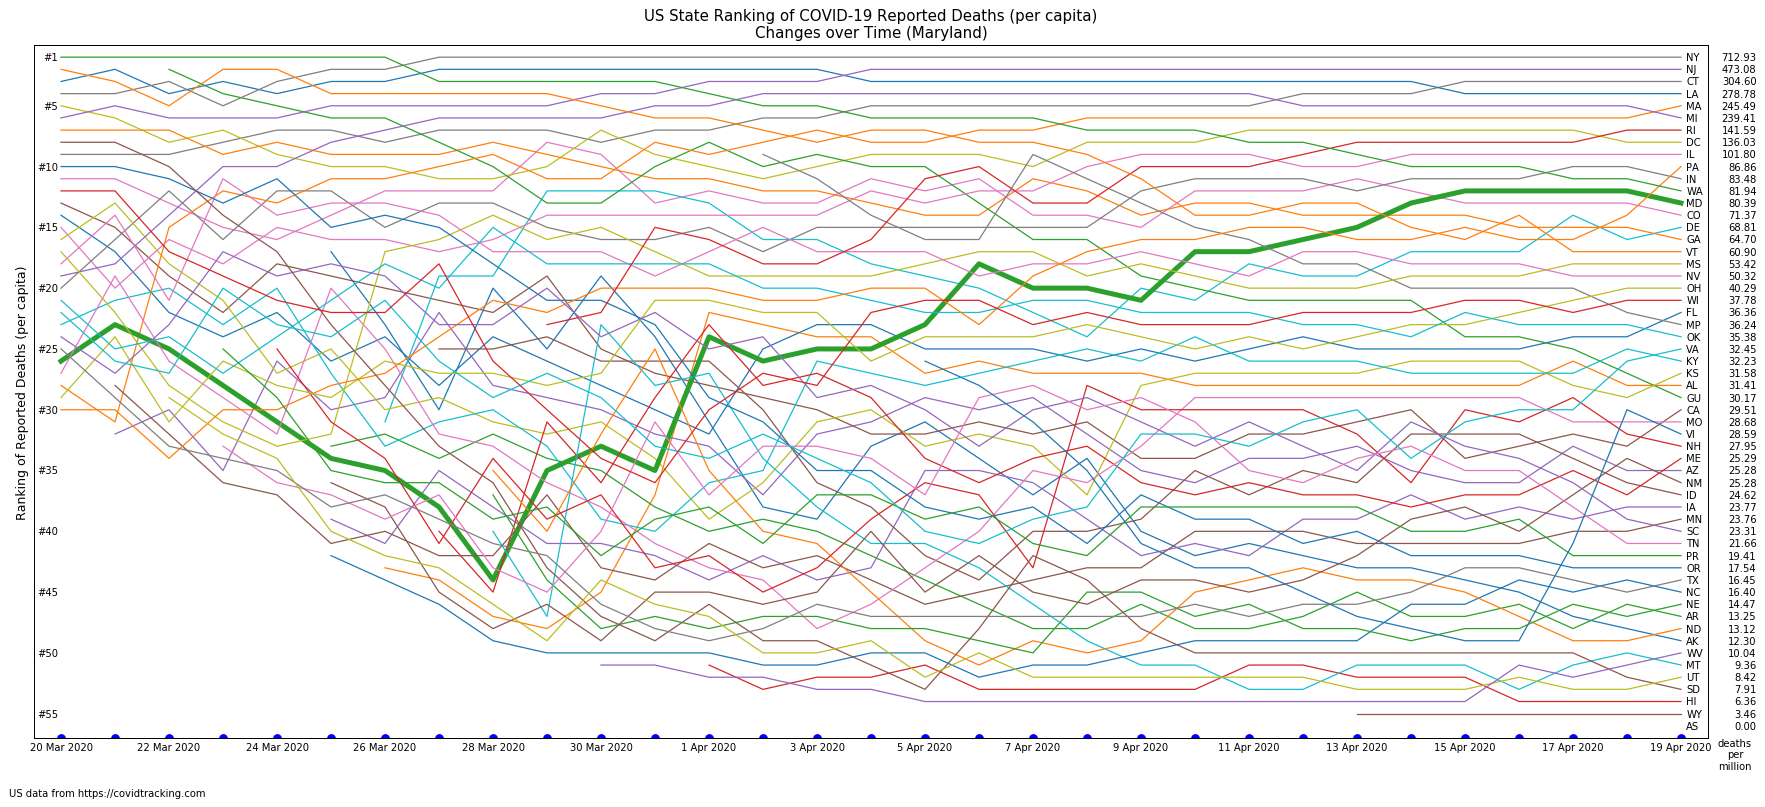 US State Ranking of COVID-19 Reported Deaths (per capita)
Changes over Time (Maryland)
Ranking of Reported Deaths (per capita)
#1
#5
#10
#15
#20
#25
#30
#35
#40
#45
#50
#55
NY 712.93
NJ 473.08
CT 304.60
LA 278.78
MA 245.49
MI 239.41
RI 141.59
DC 136.03
IL 101.80
PA 86.86
IN 83.48
WA 81.94
MD 80.39
CO 71.37
DE 68.81
GA 64.70
VT 60.90
MS 53.42
NV 50.32
OH 40.29
WI 37.78
FL 36.36
MP 36.24
OK 35.38
VA 32.45
KY 32.23
KS 31.58
AL 31.41
GU 30.17
CA 29.51
MO 28.68
VI 28.59
NH 27.95
ME 25.29
AZ 25.28
NM 25.28
ID 24.62
IA 23.77
MN 23.76
SC 23.31
TN 21.66
PR 19.41
OR 17.54
TX 16.45
NC 16.40
NE 14.47
AR 13.25
ND 13.12
AK 12.30
WV 10.04
MT 9.36
UT 8.42
SD 7.91
HI 6.36
WY 3.46
AS 0.00
20 Mar 2020 22 Mar 2020 24 Mar 2020 26 Mar 2020 28 Mar 2020 30 Mar 2020 1 Apr 2020 3 Apr 2020 5 Apr 2020 7 Apr 2020 9 Apr 2020 11 Apr 2020 13 Apr 2020 15 Apr 2020 17 Apr 2020 19 Apr 2020
deaths
per
million
US data from https://covidtracking.com